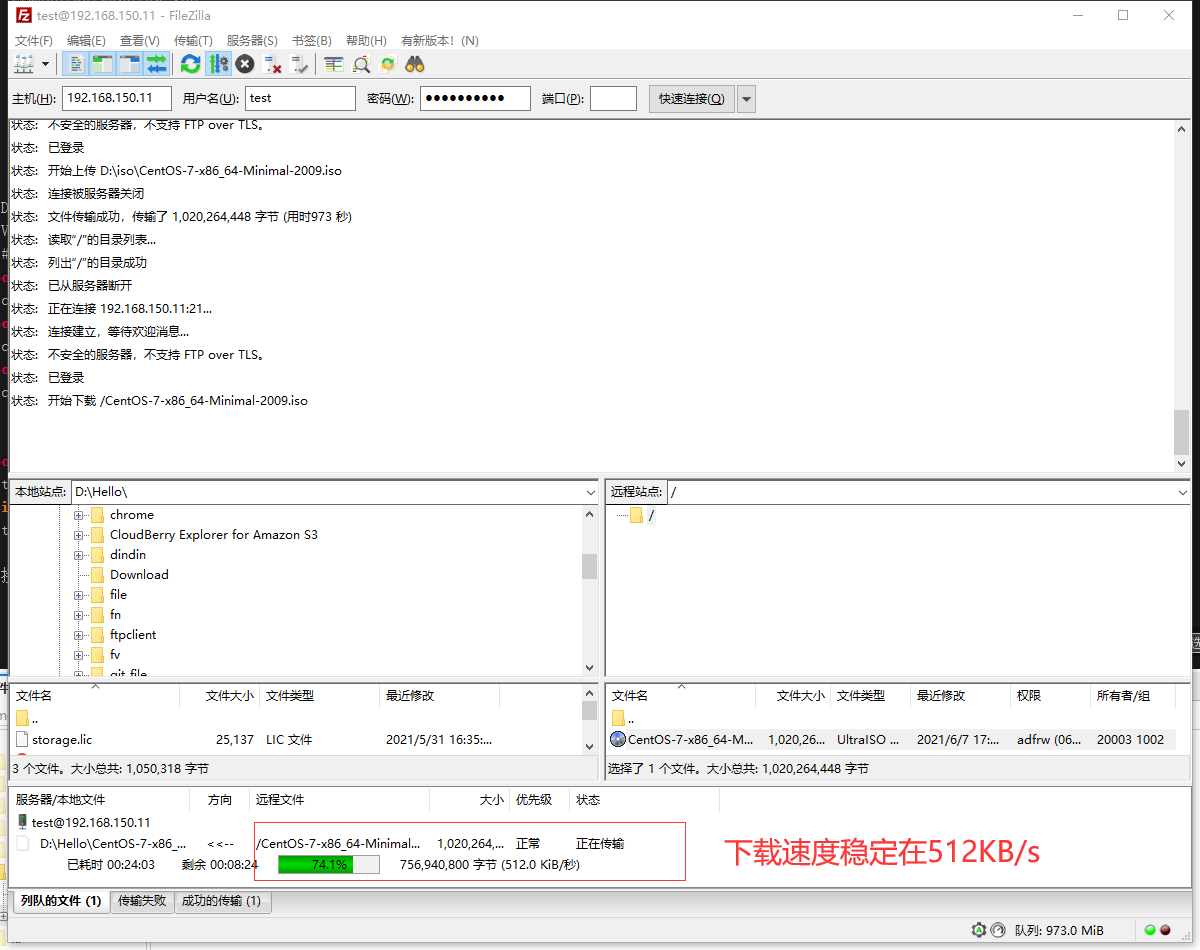 test@192.168.150.11 - FileZilla
文件(F) 编辑(E) 查看(V) 传输(T) 服务器(S) 书签(B) 帮助(H) 有新版本! (N)
主机(H): 192.168.150.11 用户名(U): test 密码(W): ●●●●●●●●●● 端口(P): 快速连接(Q)
状态: 不安全的服务器，不支持 FTP over TLS。
状态: 已登录
状态: 开始上传 D:\iso\CentOS-7-x86_64-Minimal-2009.iso
状态: 连接被服务器关闭
状态: 文件传输成功，传输了 1,020,264,448 字节 (用时973 秒)
状态: 读取“/”的目录列表...
状态: 列出“/”的目录成功
状态: 已从服务器断开
状态: 正在连接 192.168.150.11:21...
状态: 连接建立，等待欢迎消息...
状态: 不安全的服务器，不支持 FTP over TLS。
状态: 已登录
状态: 开始下载 /CentOS-7-x86_64-Minimal-2009.iso
本地站点: D:\Hello\
chrome
CloudBerry Explorer for Amazon S3
dindin
Download
file
fn
ftpclient
fv
git_file
远程站点: /
/
文件名 文件大小 文件类型 最近修改
..
storage.lic 25,137 LIC 文件 2021/5/31 16:35:...
3 个文件。大小总共: 1,050,318 字节
文件名 文件大小 文件类型 最近修改 权限 所有者/组
..
CentOS-7-x86_64-M... 1,020,26... UltraISO ... 2021/6/7 17:... adfrw (06... 20003 1002
选择了 1 个文件。大小总共: 1,020,264,448 字节
服务器/本地文件 方向 远程文件 大小 优先级 状态
test@192.168.150.11
D:\Hello\CentOS-7-x86_... <<-- /CentOS-7-x86_64-Minimal... 1,020,264,... 正常 正在传输
已耗时 00:24:03 剩余 00:08:24 74.1% 756,940,800 字节 (512.0 KiB/秒)
下载速度稳定在512KB/s
列队的文件 (1) 传输失败 成功的传输 (1)
队列: 973.0 MiB